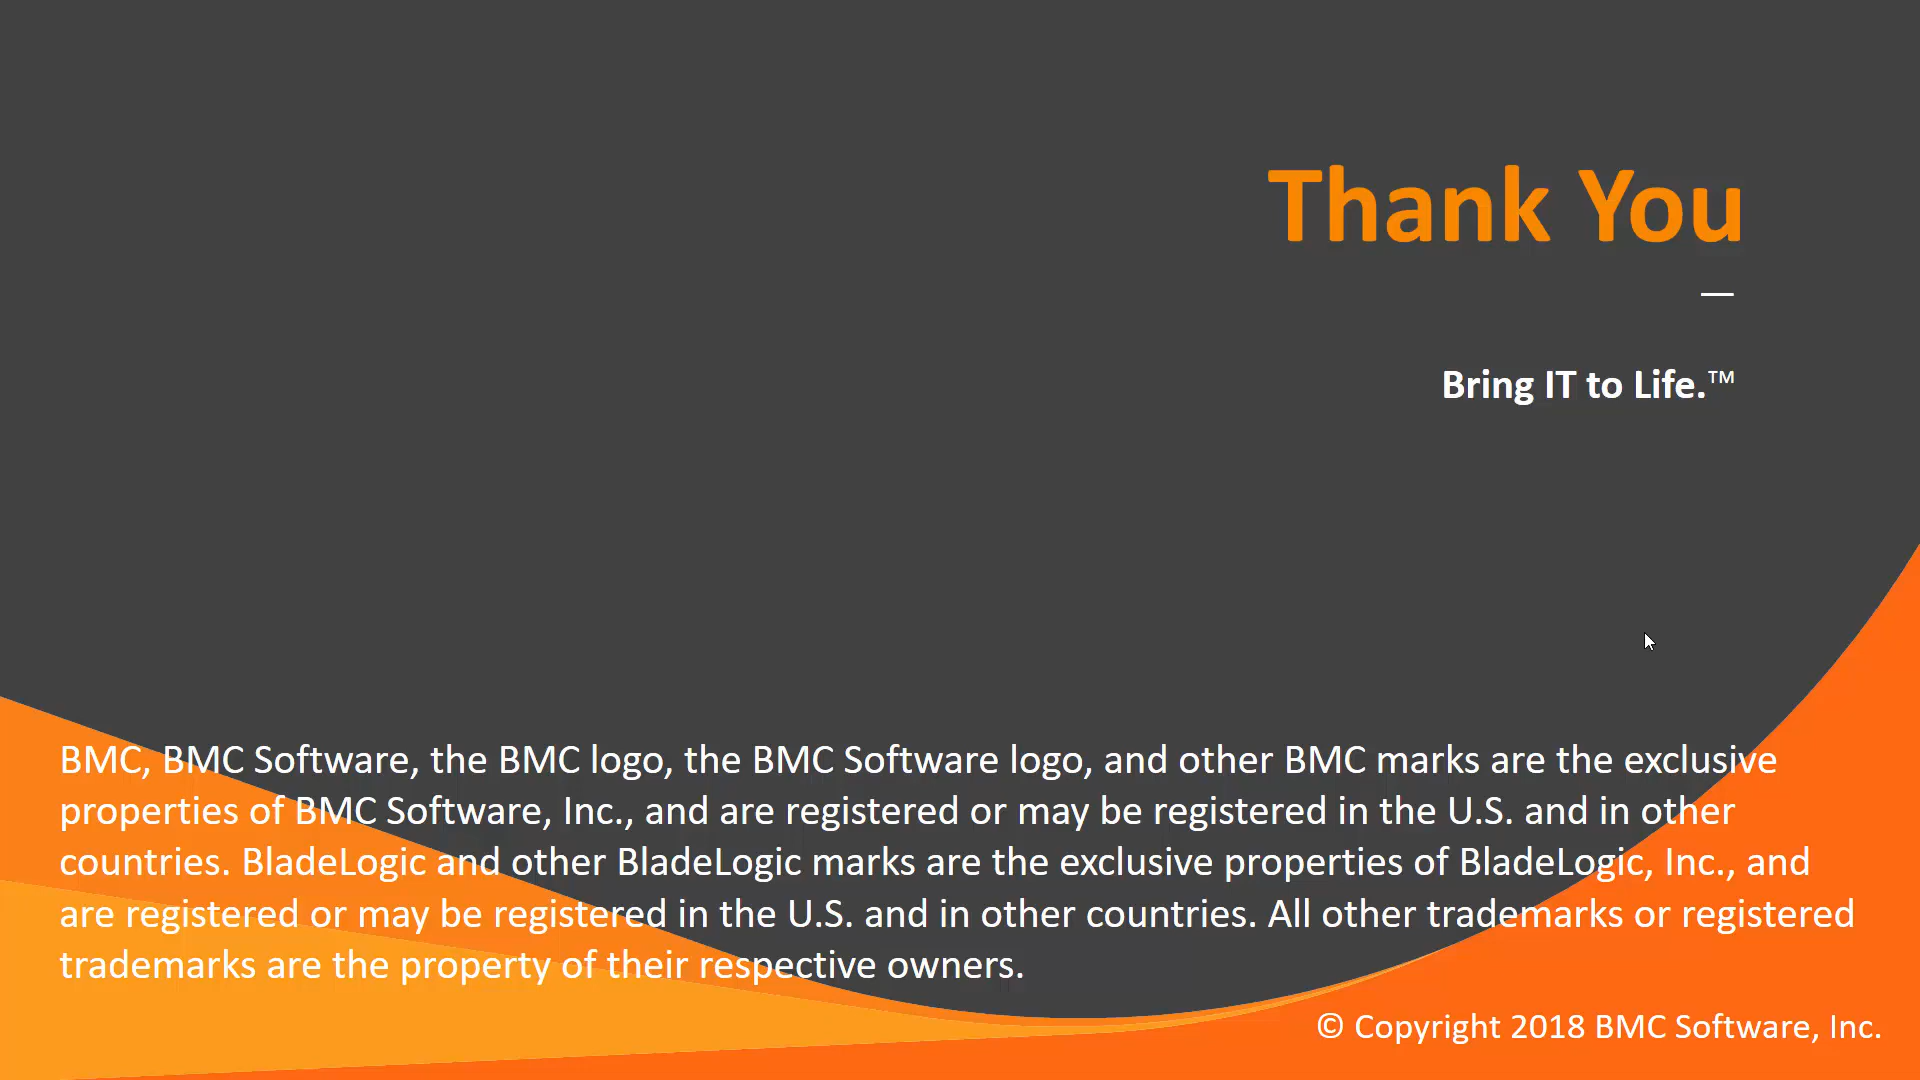 Thank You
Bring IT to Life.™
BMC, BMC Software, the BMC logo, the BMC Software logo, and other BMC marks are the exclusive
properties of BMC Software, Inc., and are registered or may be registered in the U.S. and in other
countries. BladeLogic and other BladeLogic marks are the exclusive properties of BladeLogic, Inc., and
are registered or may be registered in the U.S. and in other countries. All other trademarks or registered
trademarks are the property of their respective owners.
© Copyright 2018 BMC Software, Inc.